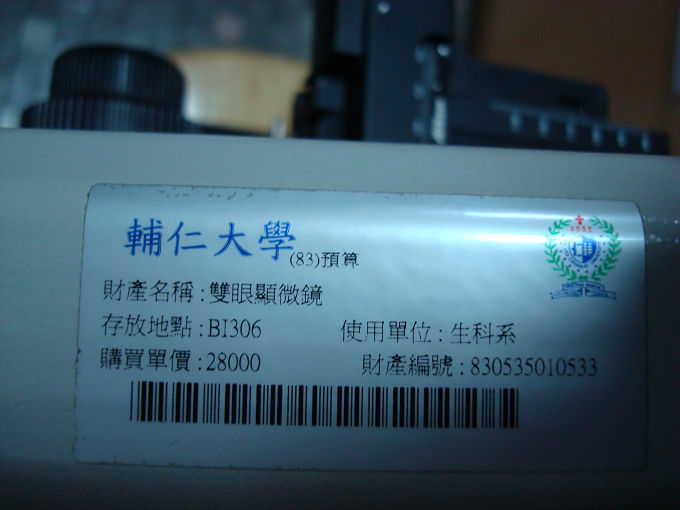 輔仁大學(83)預算
財產名稱:雙眼顯微鏡
存放地點:BI306 使用單位:生科系
購買單價:28000 財產編號:830535010533